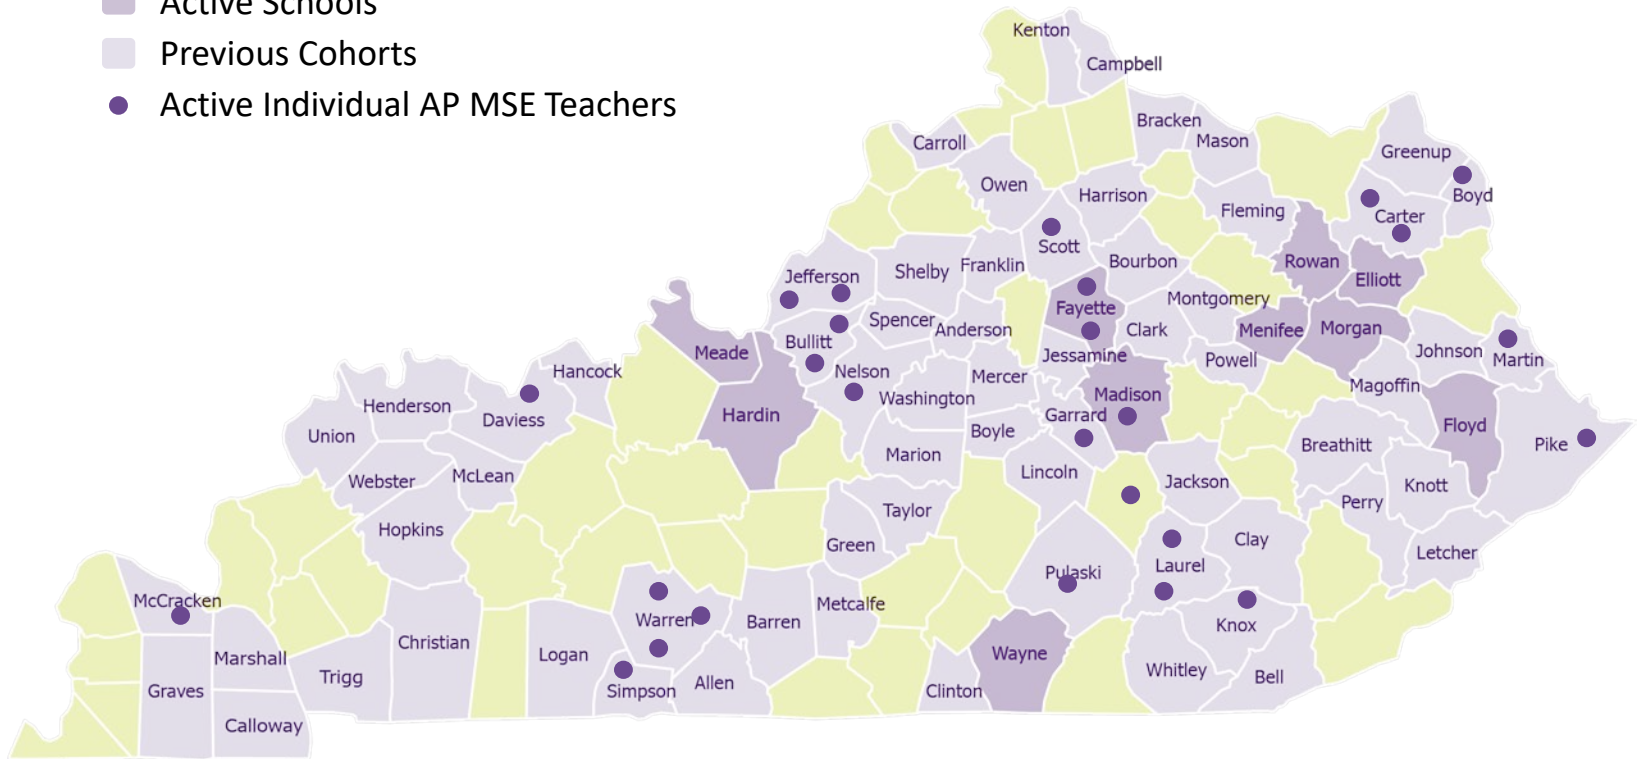 Active Schools
Previous Cohorts
Active Individual AP MSE Teachers
Kenton
Campbell
Bracken
Mason
Carroll
Greenup
Owen
Harrison
Boyd
Fleming
Carter
Scott
Jefferson
Shelby
Franklin
Bourbon
Rowan
Elliott
Fayette
Montgomery
Spencer
Anderson
Clark
Menifee
Morgan
Bullitt
Meade
Jessamine
Powell
Johnson
Martin
Hancock
Nelson
Mercer
Magoffin
Henderson
Daviess
Washington
Madison
Hardin
Garrard
Floyd
Union
Boyle
Breathitt
Pike
Marion
Lincoln
Webster
McLean
Jackson
Knott
Perry
Hopkins
Taylor
Green
Clay
Letcher
Pulaski
Laurel
McCracken
Metcalfe
Warren
Barren
Knox
Christian
Marshall
Logan
Wayne
Trigg
Graves
Simpson
Allen
Clinton
Whitley
Bell
Calloway